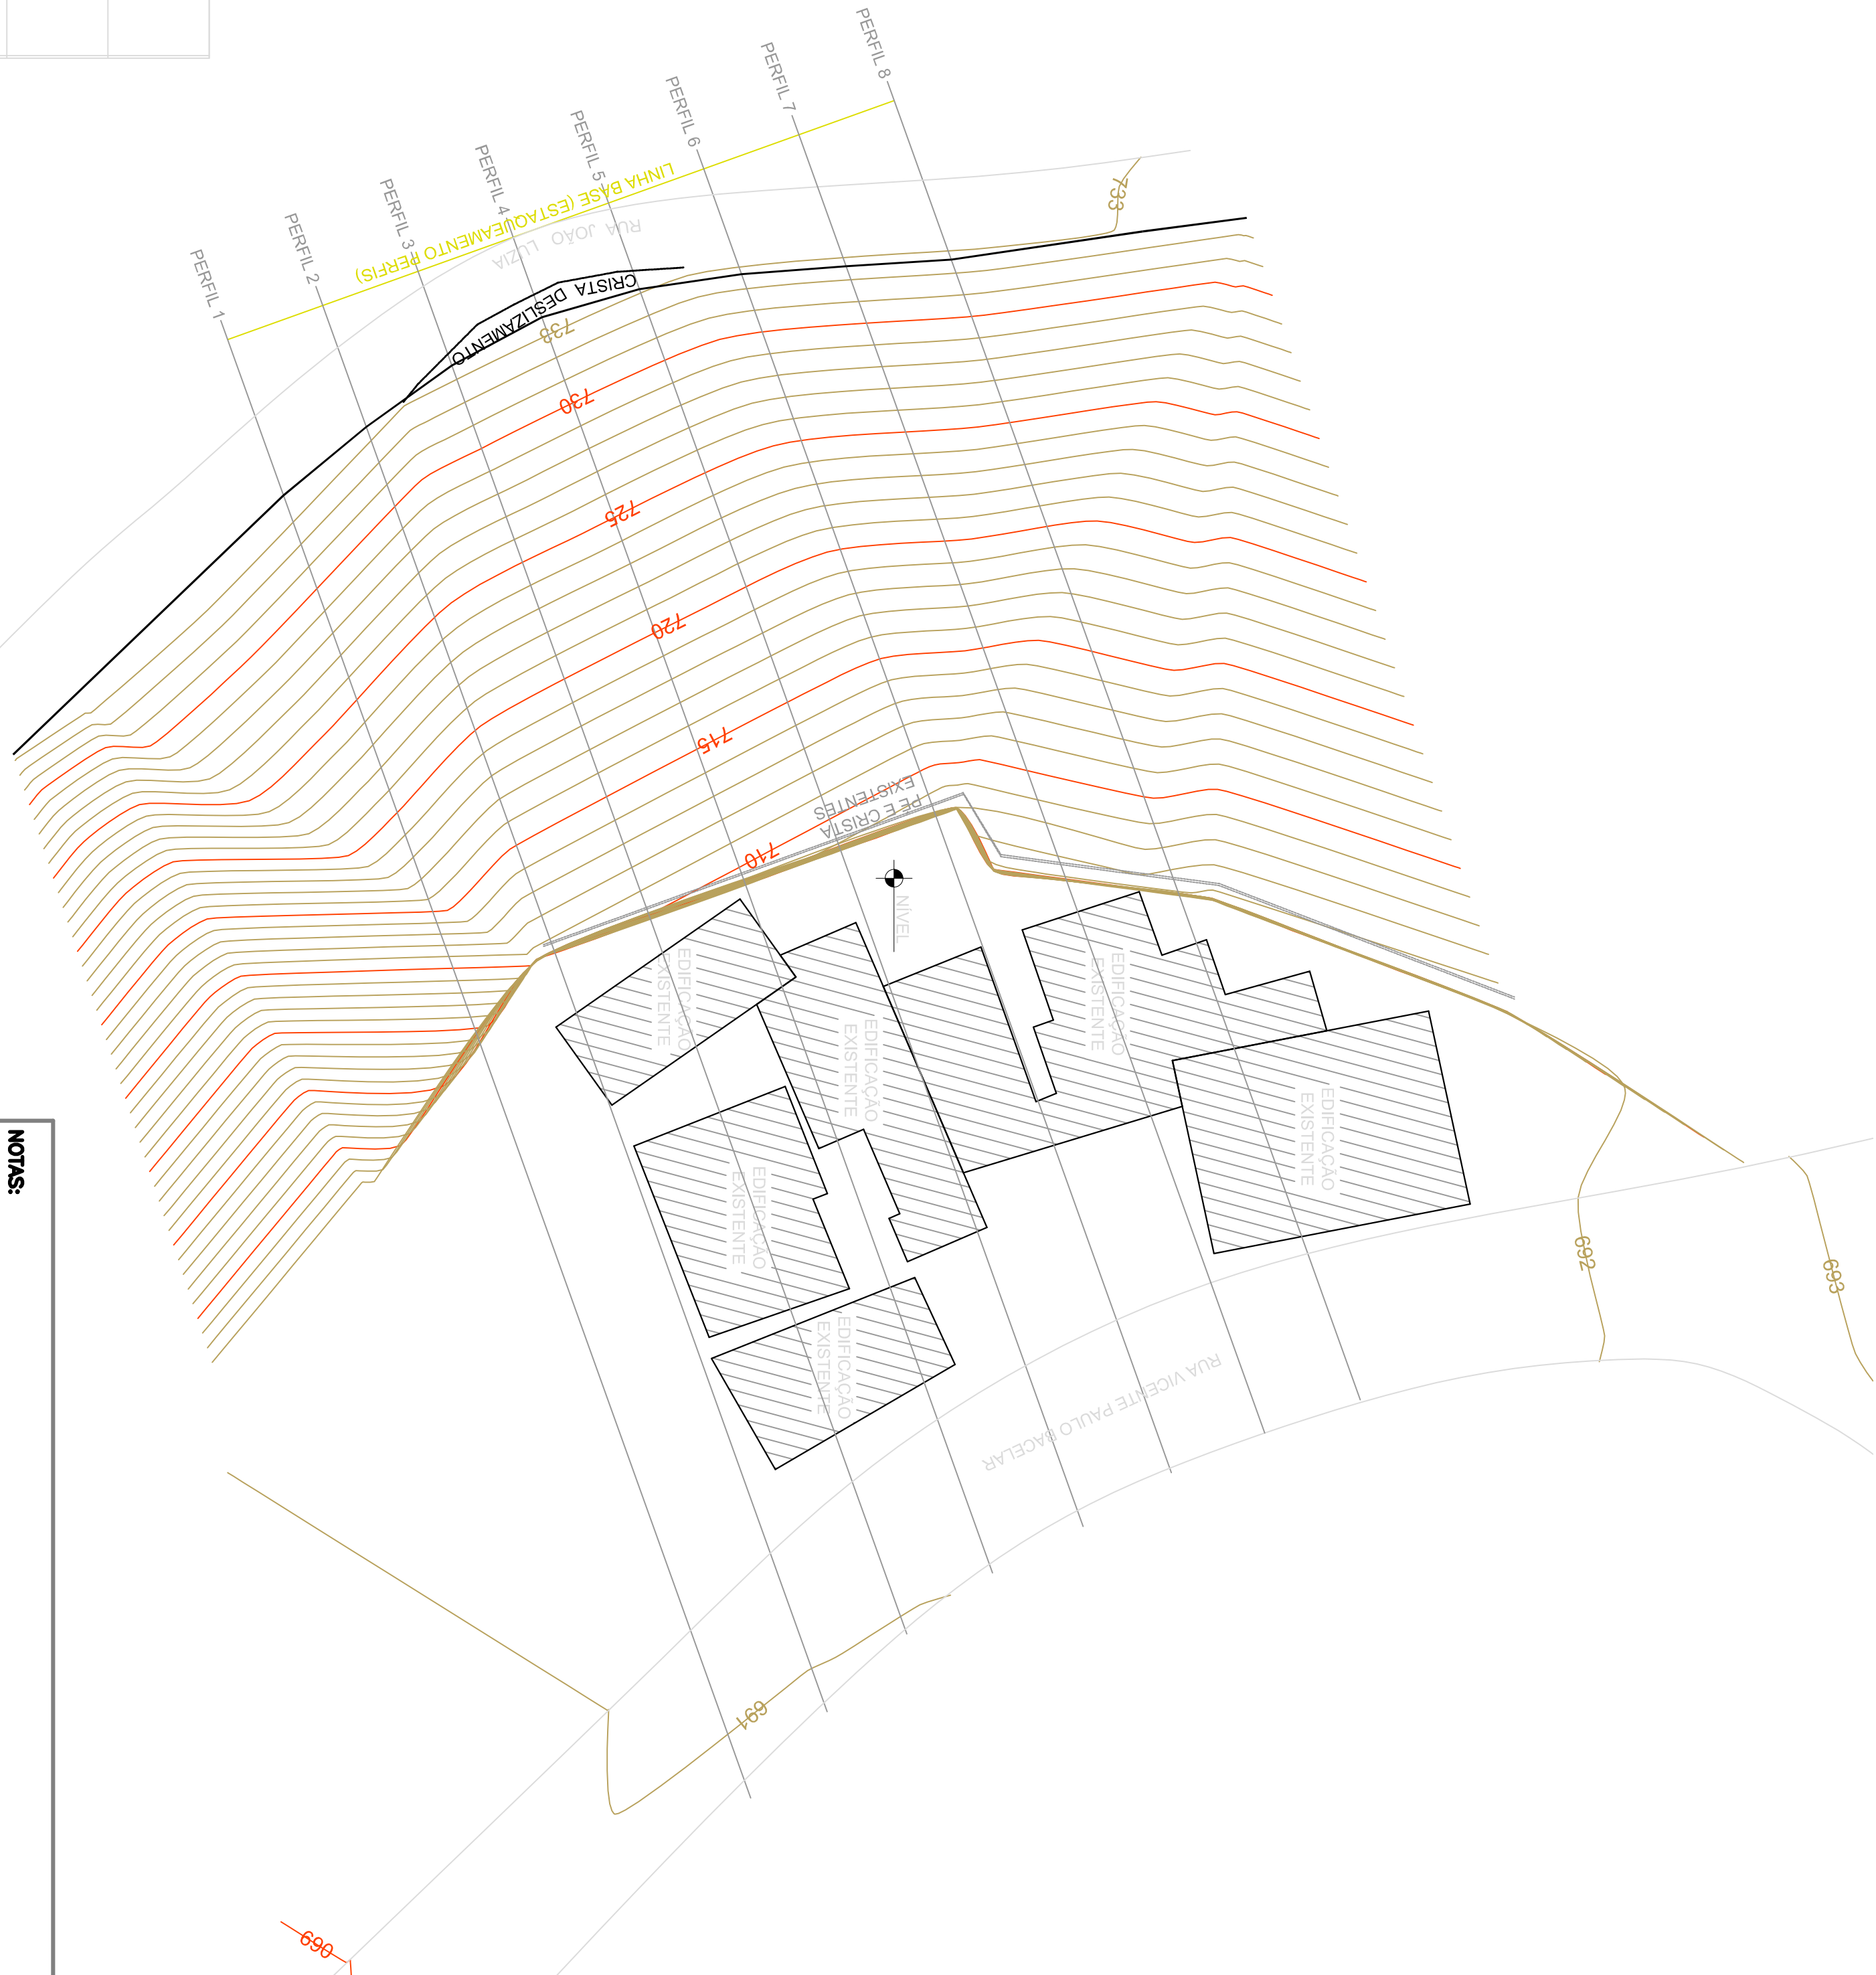 PERFIL 8
PERFIL 7
PERFIL 6
PERFIL 5
PERFIL 4
PERFIL 3
PERFIL 2
PERFIL 1
LINHA BASE (ESTAQUEAMENTO PERFIS)
RUA JOÃO LUZIA
733
CRISTA DESLIZAMENTO
733
730
725
720
715
710
PÉ E CRISTA
EXISTENTES
NÍVEL
EDIFICAÇÃO
EXISTENTE
EDIFICAÇÃO
EXISTENTE
EDIFICAÇÃO
EXISTENTE
EDIFICAÇÃO
EXISTENTE
EDIFICAÇÃO
EXISTENTE
EDIFICAÇÃO
EXISTENTE
RUA VICENTE PAULO BACELAR
692
693
691
690
NOTAS: